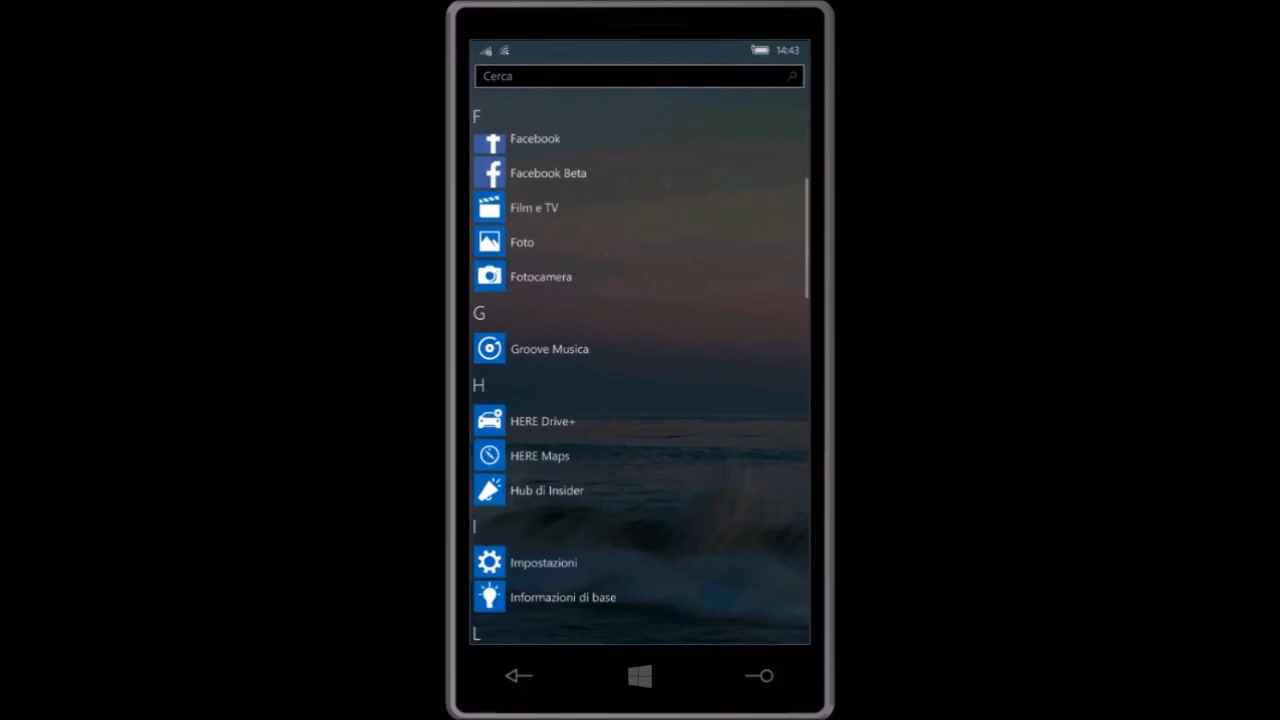 14:43
Cerca
F
Facebook
Facebook Beta
Film e TV
Foto
Fotocamera
G
Groove Musica
H
HERE Drive+
HERE Maps
Hub di Insider
I
Impostazioni
Informazioni di base
L